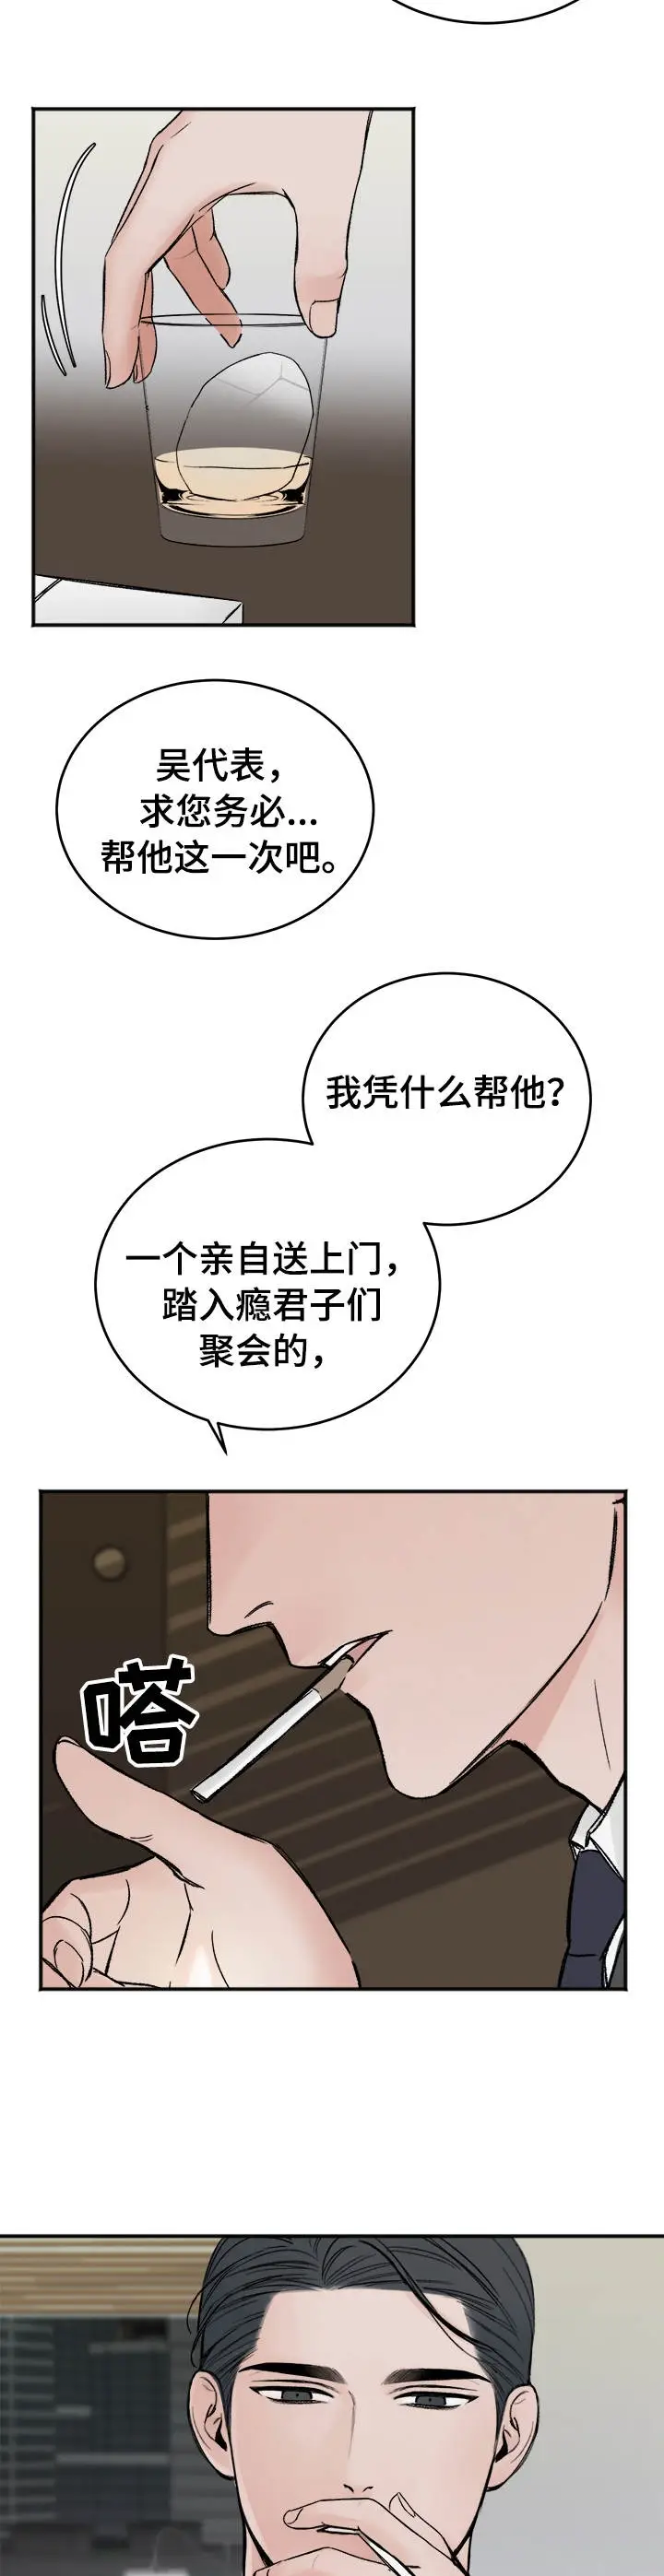 吴代表，
求您务必...
帮他这一次吧。
我凭什么帮他？
一个亲自送上门，
踏入瘾君子们
聚会的，
嗒